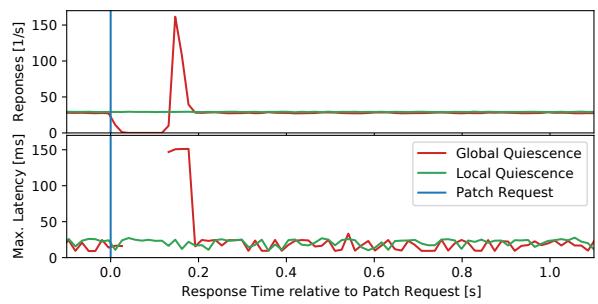 Reponses [1/s]
150
100
50
0
Max. Latency [ms]
150
100
50
0
Global Quiescence
Local Quiescence
Patch Request
0.0 0.2 0.4 0.6 0.8 1.0
Response Time relative to Patch Request [s]